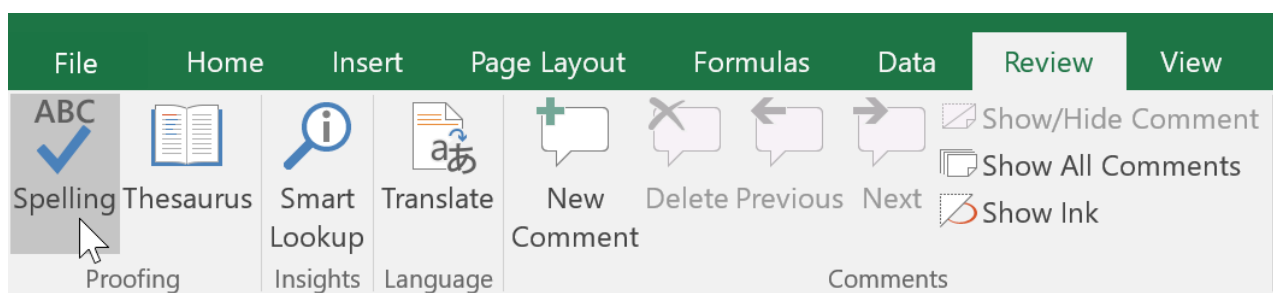 File Home Insert Page Layout Formulas Data Review View
ABC
aあ
Show/Hide Comment
Show All Comments
Spelling Thesaurus Smart Translate New Delete Previous Next
Show Ink
Lookup Comment
Proofing Insights Language Comments